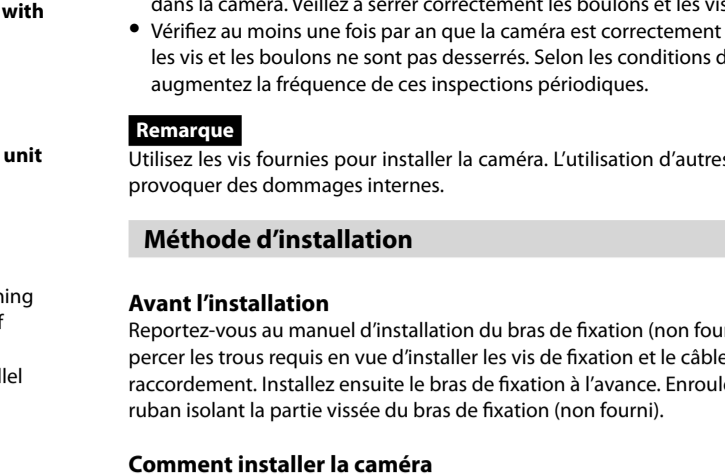 with
unit
ning
f
llel
dans la caméra. Veillez à serrer correctement les boulons et les vis
• Vérifiez au moins une fois par an que la caméra est correctement
les vis et les boulons ne sont pas desserrés. Selon les conditions d
augmentez la fréquence de ces inspections périodiques.
Remarque
Utilisez les vis fournies pour installer la caméra. L’utilisation d’autres
provoquer des dommages internes.
Méthode d’installation
Avant l’installation
Reportez-vous au manuel d’installation du bras de fixation (non four
percer les trous requis en vue d’installer les vis de fixation et le câble
raccordement. Installez ensuite le bras de fixation à l’avance. Enroule
ruban isolant la partie vissée du bras de fixation (non fourni).
Comment installer la caméra